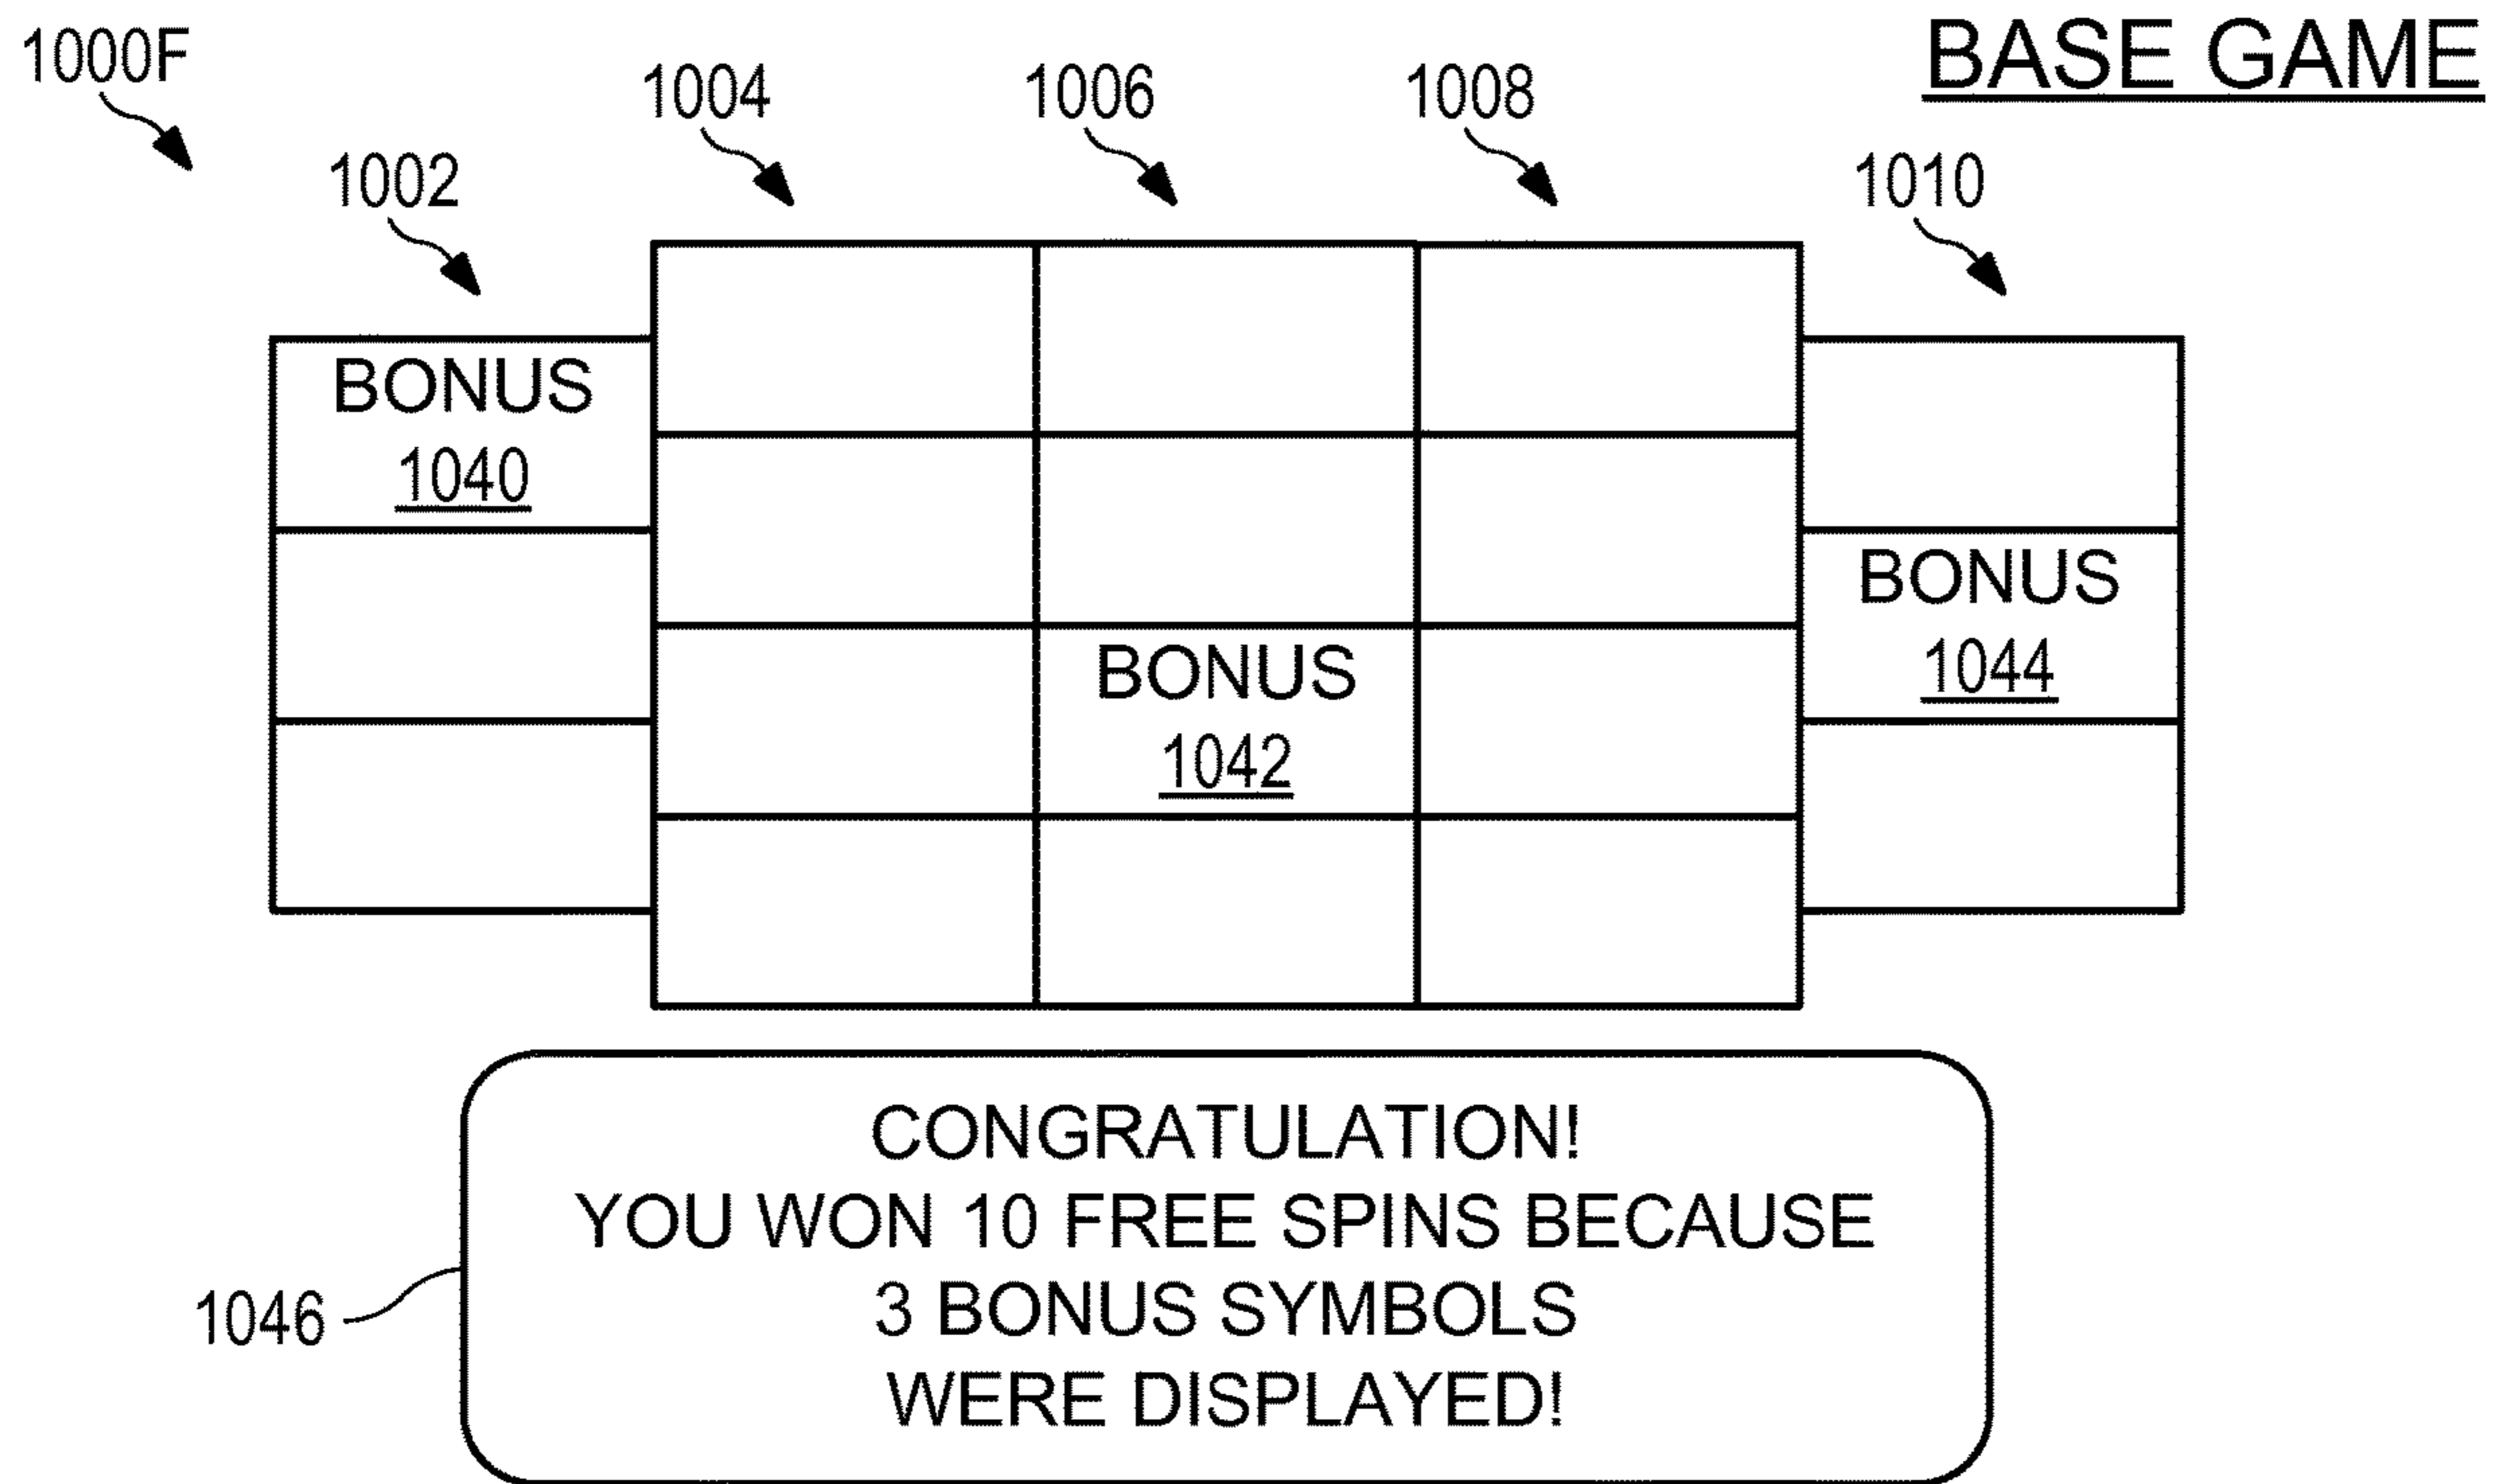 1000F
BASE GAME
1004
1006
1008
1002
1010
BONUS
1040
BONUS
1044
BONUS
1042
CONGRATULATION!
YOU WON 10 FREE SPINS BECAUSE
3 BONUS SYMBOLS
WERE DISPLAYED!
1046